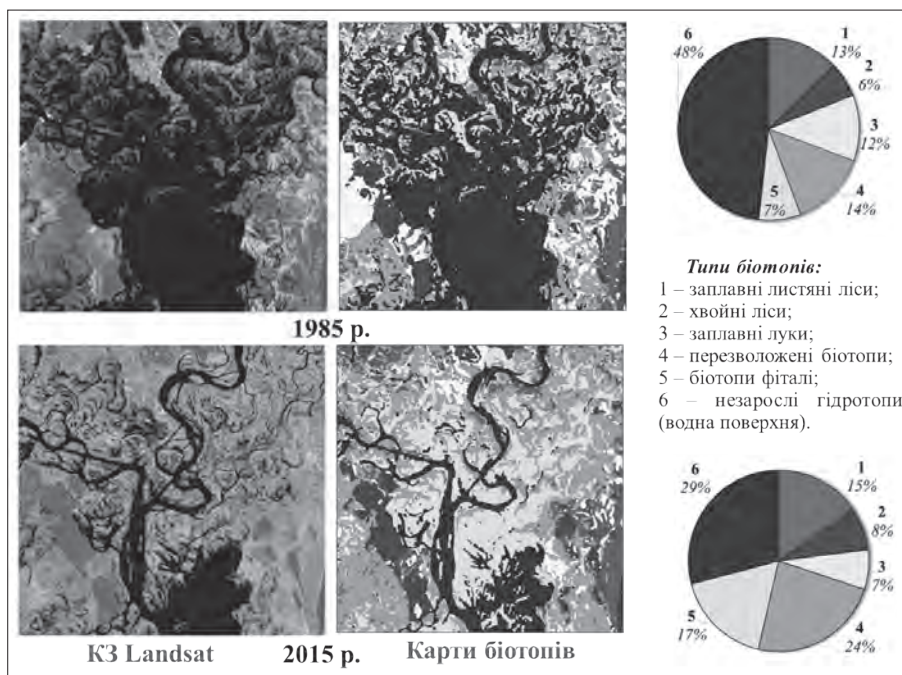 6
48%
1
13%
2
6%
3
12%
5
7%
4
14%
1985 р.
Типи біотопів:
1 – заплавні листяні ліси;
2 – хвойні ліси;
3 – заплавні луки;
4 – перезволожені біотопи;
5 – біотопи фіталі;
6 – незарослі гідротопи
(водна поверхня).
6
29%
1
15%
2
8%
3
7%
5
17%
4
24%
КЗ Landsat 2015 р. Карти біотопів